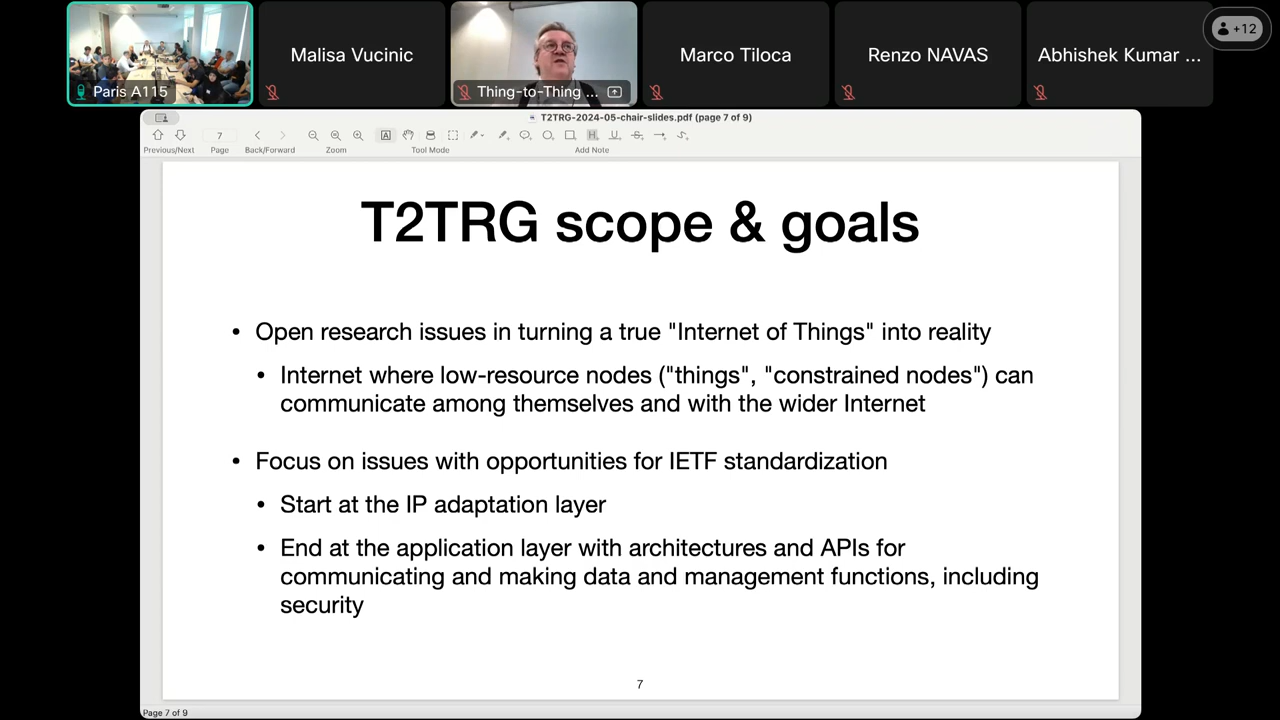 Malisa Vucinic
Marco Tiloca
Renzo NAVAS
Abhishek Kumar ...
+12
Paris A115
Thing-to-Thing ...
T2TRG-2024-05-chair-slides.pdf (page 7 of 9)
7
Previous/Next
Page
Back/Forward
Zoom
Tool Mode
Add Note
T2TRG scope & goals
• Open research issues in turning a true "Internet of Things" into reality
• Internet where low-resource nodes ("things", "constrained nodes") can
communicate among themselves and with the wider Internet
• Focus on issues with opportunities for IETF standardization
• Start at the IP adaptation layer
• End at the application layer with architectures and APIs for
communicating and making data and management functions, including
security
7
Page 7 of 9